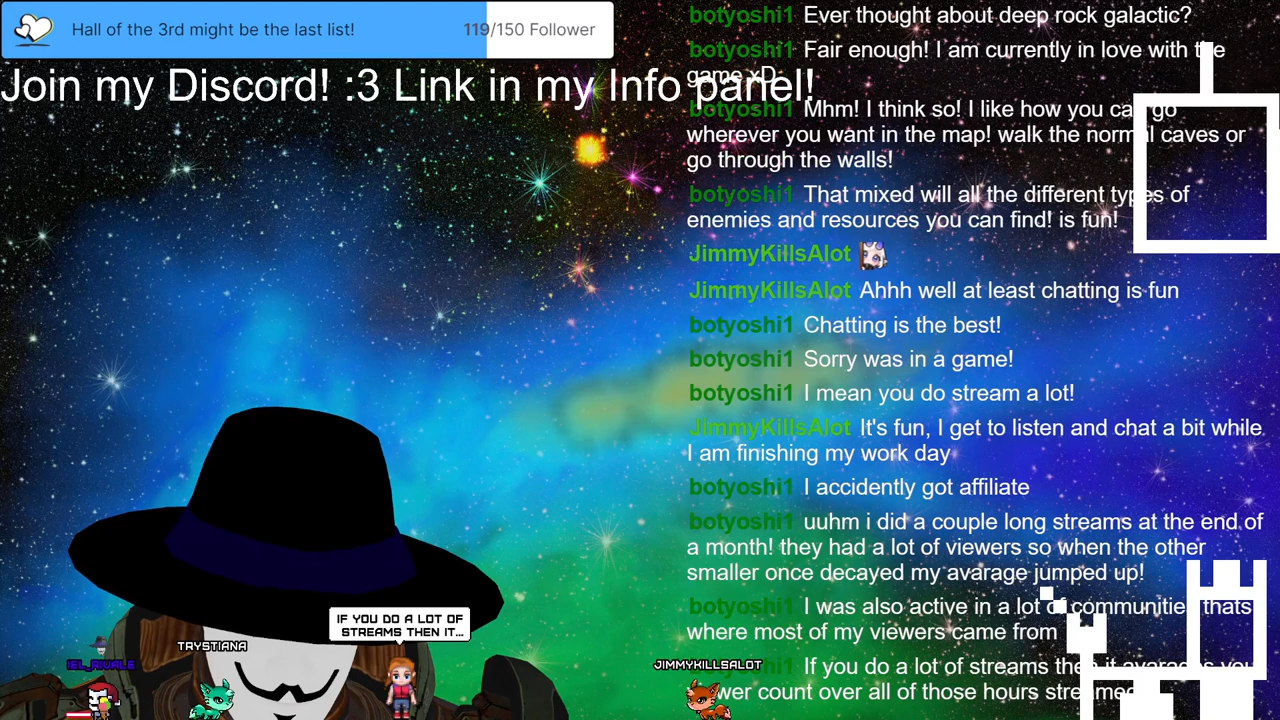 Hall of the 3rd might be the last list!
119/150 Follower
Join my Discord! :3 Link in my Info panel!
botyoshi1 Ever thought about deep rock galactic?
botyoshi1 Fair enough! I am currently in love with the
game xD
botyoshi1 Mhm! I think so! I like how you can go
wherever you want in the map! walk the normal caves or
go through the walls!
botyoshi1 That mixed will all the different types of
enemies and resources you can find! is fun!
JimmyKillsAlot
JimmyKillsAlot Ahhh well at least chatting is fun
botyoshi1 Chatting is the best!
botyoshi1 Sorry was in a game!
botyoshi1 I mean you do stream a lot!
JimmyKillsAlot It's fun, I get to listen and chat a bit while
I am finishing my work day
botyoshi1 I accidently got affiliate
botyoshi1 uuhm i did a couple long streams at the end of
a month! they had a lot of viewers so when the other
smaller once decayed my avarage jumped up!
botyoshi1 I was also active in a lot of communities thats
where most of my viewers came from
If you do a lot of streams then it avarages you
count over all of those hours streamed
IF YOU DO A LOT OF
STREAMS THEN IT...
TRYSTIANA
JIMMYKILLSALOT